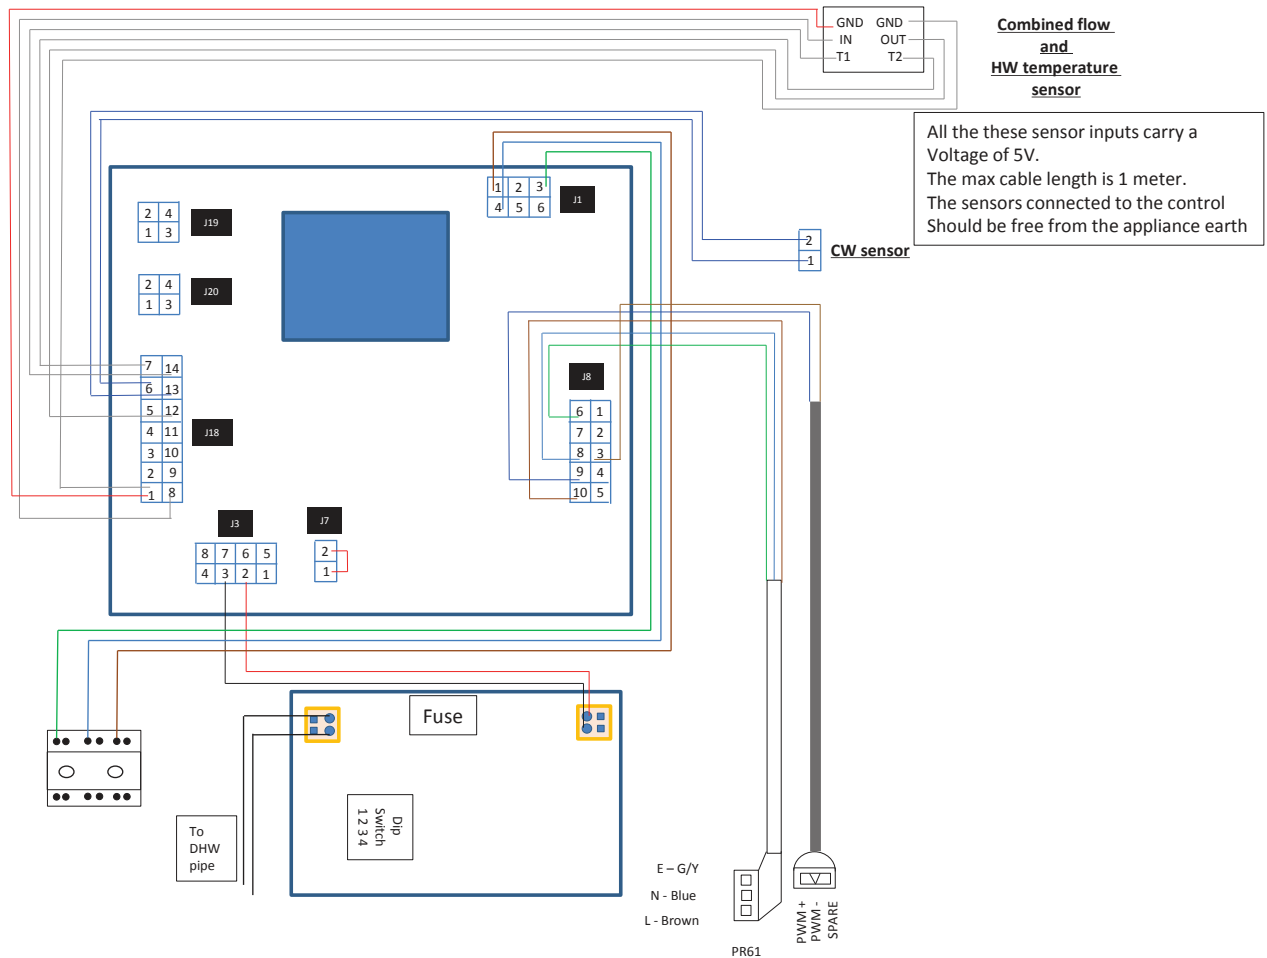 GND GND
IN OUT
T1 T2
Combined flow
and
HW temperature
sensor
All the these sensor inputs carry a
Voltage of 5V.
The max cable length is 1 meter.
The sensors connected to the control
Should be free from the appliance earth
1 2 3
4 5 6
J1
2 4
1 3
J19
2
1
CW sensor
2 4
1 3
J20
7 14
6 13
5 12
4 11
3 10
2 9
1 8
J18
J8
6 1
7 2
8 3
9 4
10 5
J3
8 7 6 5
4 3 2 1
J7
2
1
Fuse
Dip
Switch
1 2 3 4
To
DHW
pipe
E – G/Y
N - Blue
L - Brown
PR61
PWM +
PWM -
SPARE